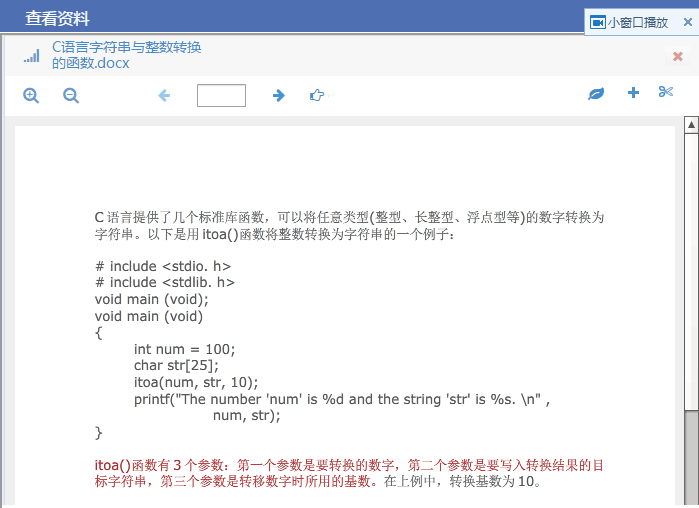 查看资料
小窗口播放
C语言字符串与整数转换
的函数.docx
C 语言提供了几个标准库函数，可以将任意类型(整型、长整型、浮点型等)的数字转换为
字符串。以下是用 itoa()函数将整数转换为字符串的一个例子：
# include <stdio. h>
# include <stdlib. h>
void main (void);
void main (void)
{
int num = 100;
char str[25];
itoa(num, str, 10);
printf("The number 'num' is %d and the string 'str' is %s. \n" ,
num, str);
}
itoa()函数有 3 个参数：第一个参数是要转换的数字，第二个参数是要写入转换结果的目
标字符串，第三个参数是转移数字时所用的基数。在上例中，转换基数为 10。